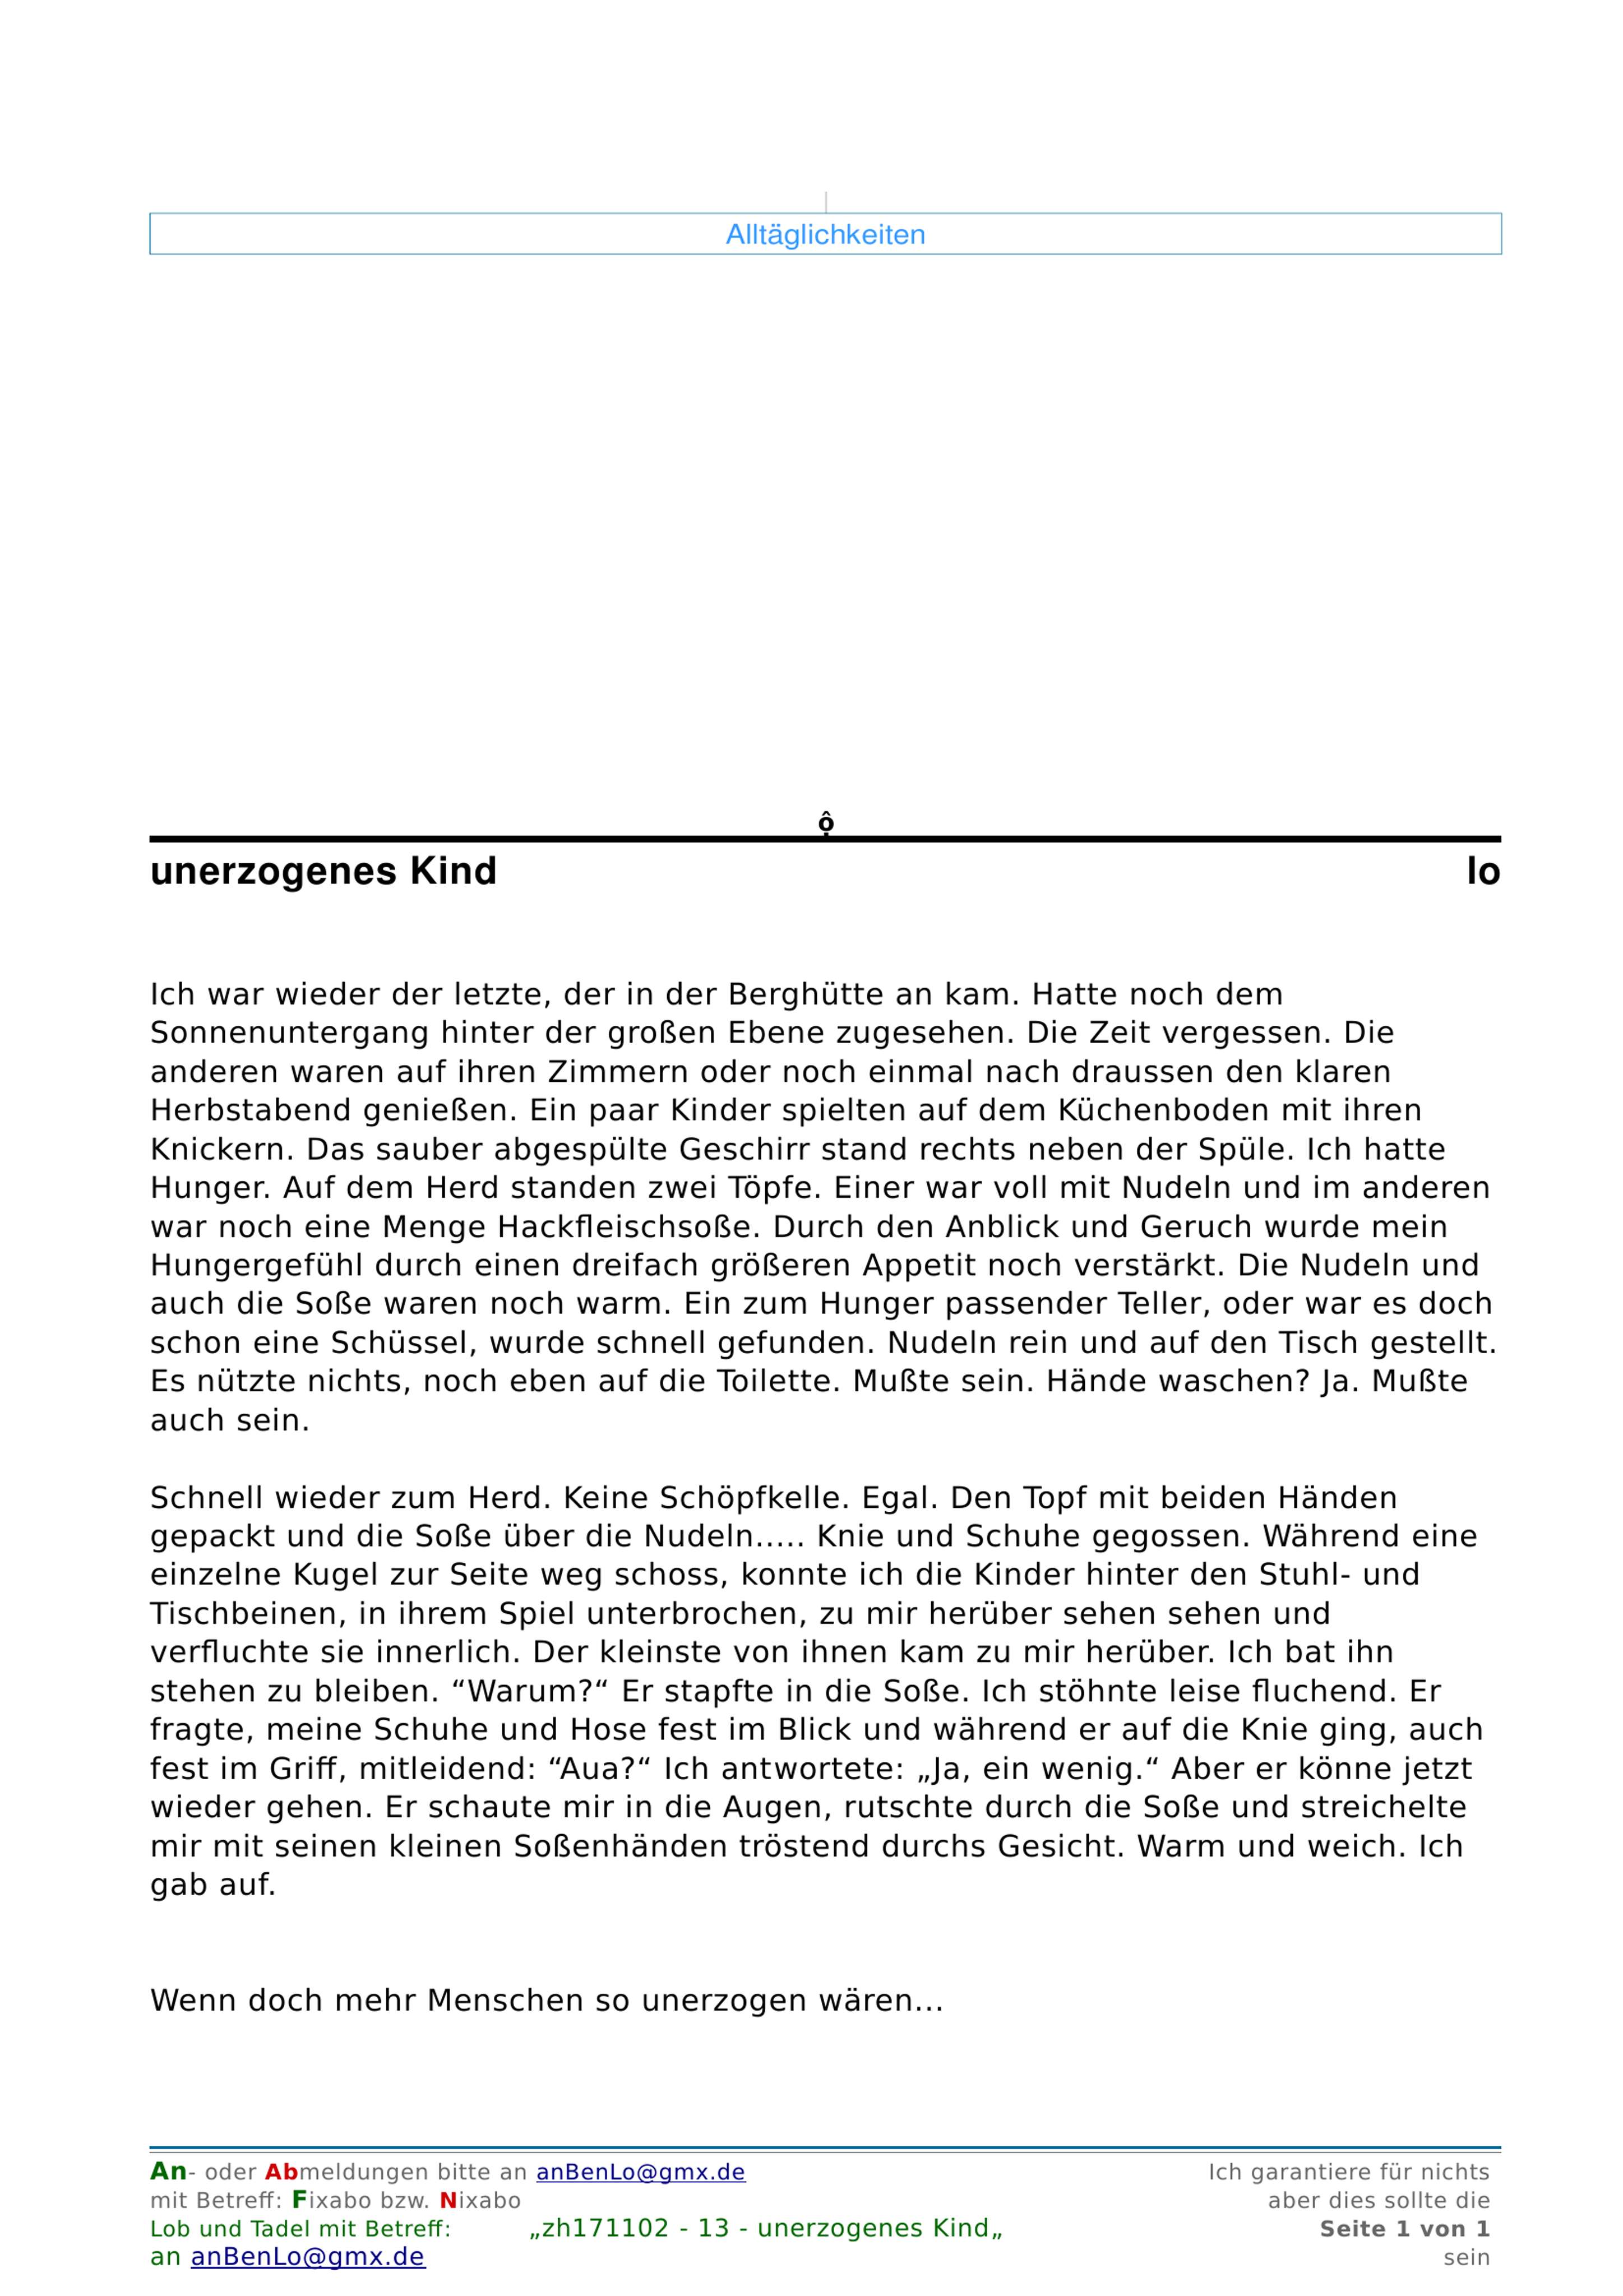 Alltäglichkeiten
ộ
unerzogenes Kind lo
Ich war wieder der letzte, der in der Berghütte an kam. Hatte noch dem
Sonnenuntergang hinter der großen Ebene zugesehen. Die Zeit vergessen. Die
anderen waren auf ihren Zimmern oder noch einmal nach draussen den klaren
Herbstabend genießen. Ein paar Kinder spielten auf dem Küchenboden mit ihren
Knickern. Das sauber abgespülte Geschirr stand rechts neben der Spüle. Ich hatte
Hunger. Auf dem Herd standen zwei Töpfe. Einer war voll mit Nudeln und im anderen
war noch eine Menge Hackfleischsoße. Durch den Anblick und Geruch wurde mein
Hungergefühl durch einen dreifach größeren Appetit noch verstärkt. Die Nudeln und
auch die Soße waren noch warm. Ein zum Hunger passender Teller, oder war es doch
schon eine Schüssel, wurde schnell gefunden. Nudeln rein und auf den Tisch gestellt.
Es nützte nichts, noch eben auf die Toilette. Mußte sein. Hände waschen? Ja. Mußte
auch sein.
Schnell wieder zum Herd. Keine Schöpfkelle. Egal. Den Topf mit beiden Händen
gepackt und die Soße über die Nudeln..... Knie und Schuhe gegossen. Während eine
einzelne Kugel zur Seite weg schoss, konnte ich die Kinder hinter den Stuhl- und
Tischbeinen, in ihrem Spiel unterbrochen, zu mir herüber sehen sehen und
verfluchte sie innerlich. Der kleinste von ihnen kam zu mir herüber. Ich bat ihn
stehen zu bleiben. “Warum?“ Er stapfte in die Soße. Ich stöhnte leise fluchend. Er
fragte, meine Schuhe und Hose fest im Blick und während er auf die Knie ging, auch
fest im Griff, mitleidend: “Aua?“ Ich antwortete: „Ja, ein wenig.“ Aber er könne jetzt
wieder gehen. Er schaute mir in die Augen, rutschte durch die Soße und streichelte
mir mit seinen kleinen Soßenhänden tröstend durchs Gesicht. Warm und weich. Ich
gab auf.
Wenn doch mehr Menschen so unerzogen wären...
An- oder Abmeldungen bitte an anBenLo@gmx.de Ich garantiere für nichts
mit Betreff: Fixabo bzw. Nixabo aber dies sollte die
Lob und Tadel mit Betreff: „zh171102 - 13 - unerzogenes Kind„ Seite 1 von 1
an anBenLo@gmx.de sein